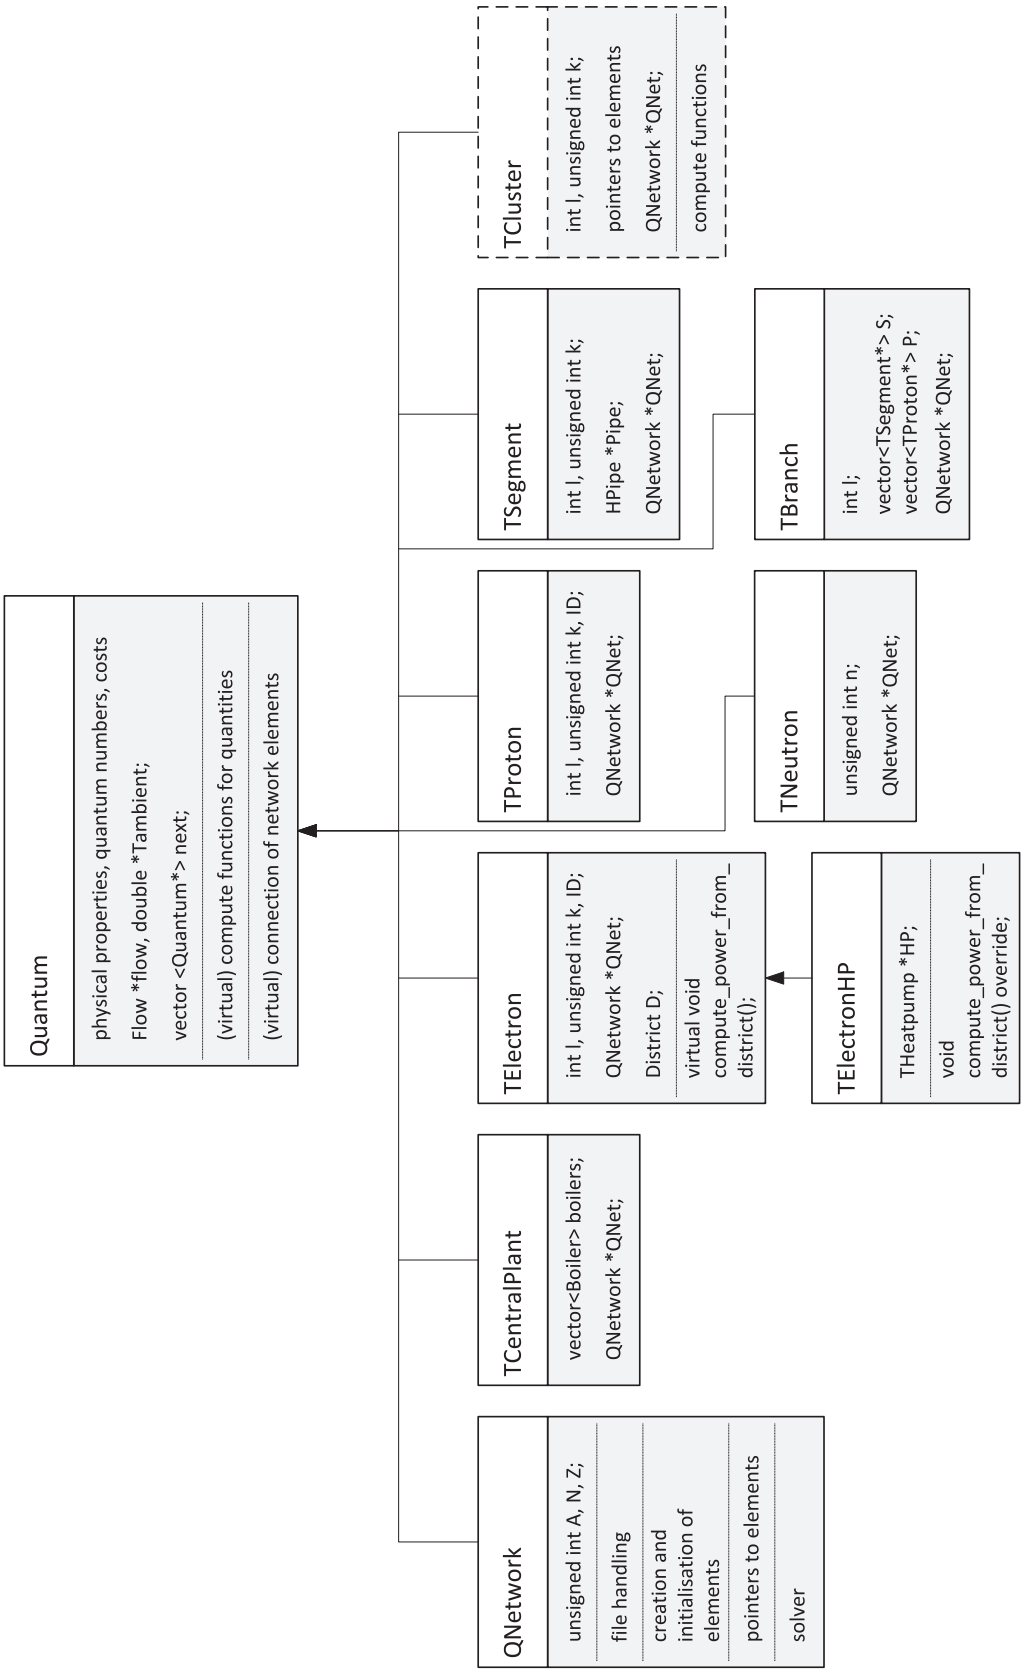 Quantum
physical properties, quantum numbers, costs
Flow *flow, double *Tambient;
vector <Quantum*> next;
(virtual) compute functions for quantities
(virtual) connection of network elements
QNetwork
unsigned int A, N, Z;
file handling
creation and
initialisation of
elements
pointers to elements
solver
TCentralPlant
vector<Boiler> boilers;
QNetwork *QNet;
TElectron
int l, unsigned int k, ID;
QNetwork *QNet;
District D;
virtual void
compute_power_from_
district();
TElectronHP
THeatpump *HP;
void
compute_power_from_
district() override;
TProton
int l, unsigned int k, ID;
QNetwork *QNet;
TNeutron
unsigned int n;
QNetwork *QNet;
TSegment
int l, unsigned int k;
HPipe *Pipe;
QNetwork *QNet;
TBranch
int l;
vector<TSegment*> S;
vector<TProton*> P;
QNetwork *QNet;
TCluster
int l, unsigned int k;
pointers to elements
QNetwork *QNet;
compute functions